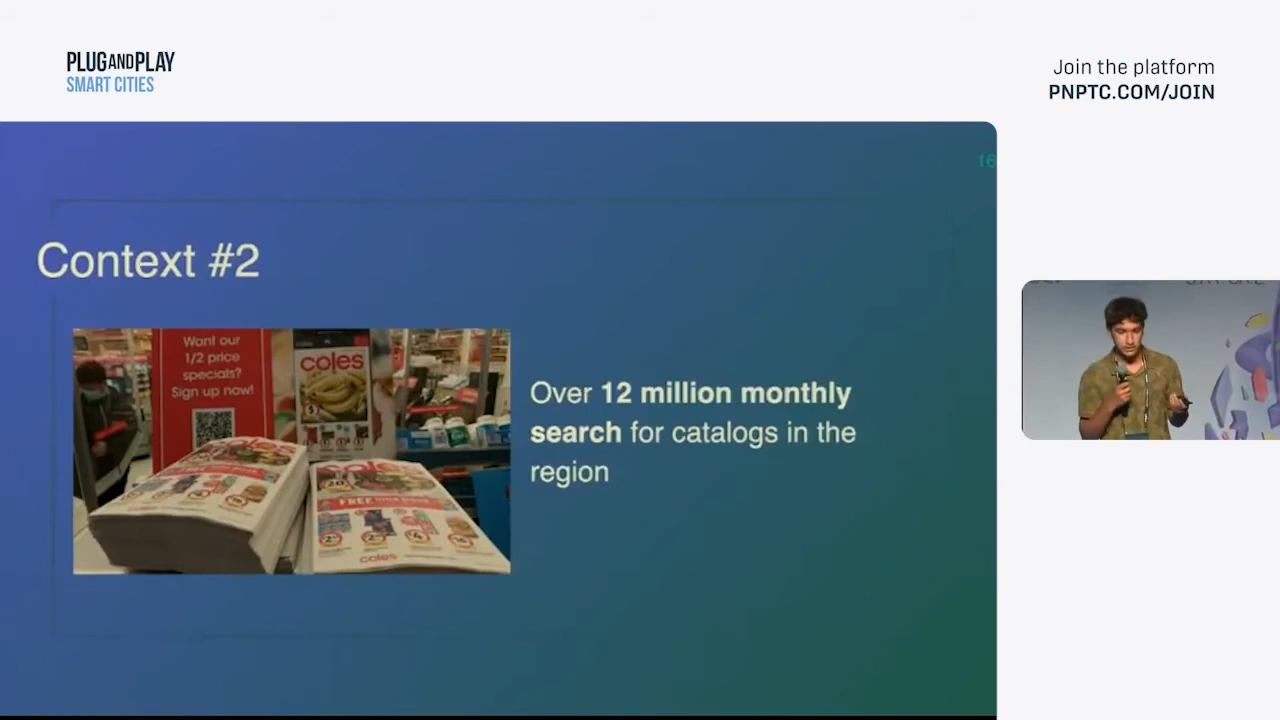 PLUGANDPLAY
SMART CITIES
Join the platform
PNPTC.COM/JOIN
16
Context #2
Want our
1/2 price
specials?
Sign up now!
coles
Over 12 million monthly
search for catalogs in the
region
coles
coles
FREE
coles